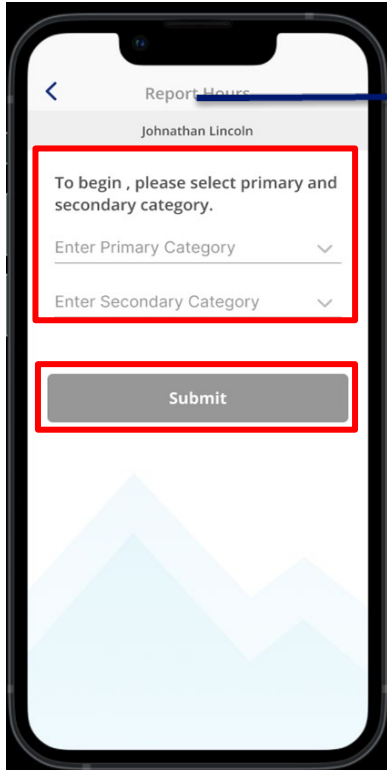 Report Hours
Johnathan Lincoln
To begin , please select primary and
secondary category.
Enter Primary Category
Enter Secondary Category
Submit